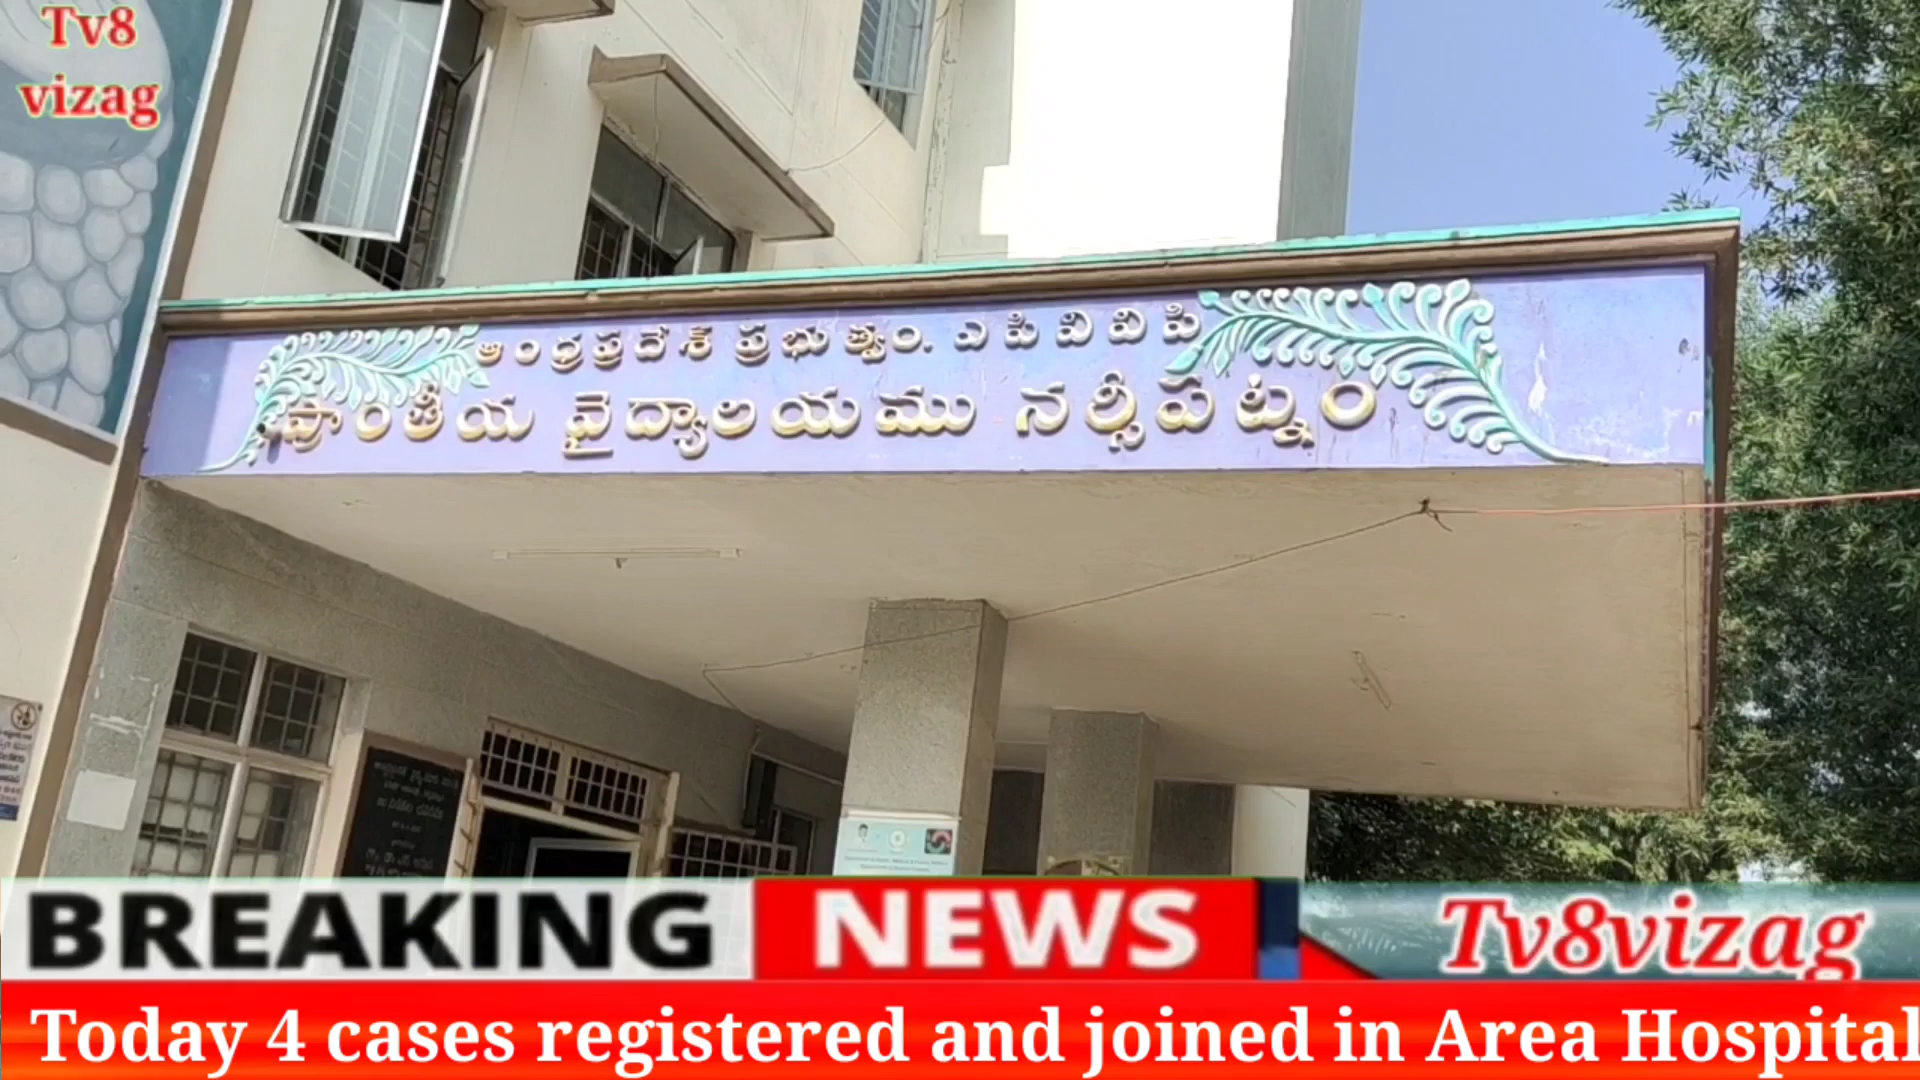 Tv8
vizag
ఆంధ్రప్రదేశ్ ప్రభుత్వం. ఎ పి వి వి పి
ప్రాంతీయ వైద్యాలయము నర్సీపట్నం
BREAKING NEWS
Tv8vizag
Today 4 cases registered and joined in Area Hospital